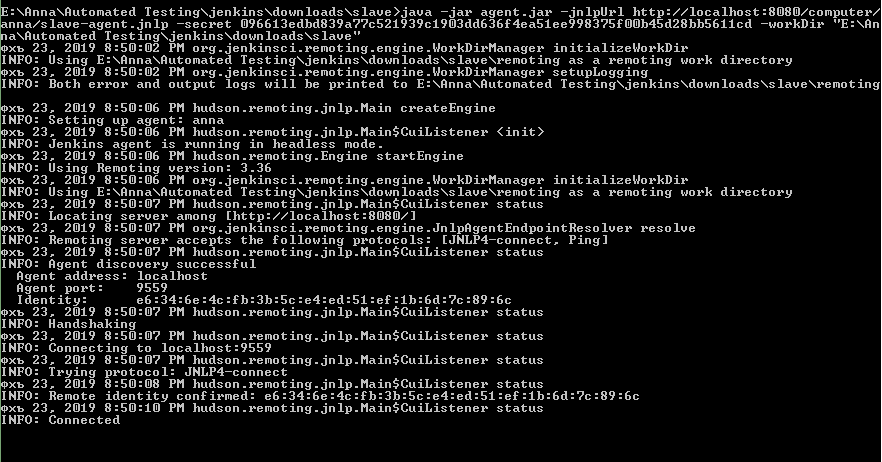 E:\Anna\Automated Testing\jenkins\downloads\slave>java -jar agent.jar -jnlpUrl http://localhost:8080/computer/
anna/slave-agent.jnlp -secret 096613edbd839a77c521939c1903dd636f4ea51ee998375f00b45d28bb5611cd -workDir "E:\An
na\Automated Testing\jenkins\downloads\slave"
фхъ 23, 2019 8:50:02 PM org.jenkinsci.remoting.engine.WorkDirManager initializeWorkDir
INFO: Using E:\Anna\Automated Testing\jenkins\downloads\slave\remoting as a remoting work directory
фхъ 23, 2019 8:50:02 PM org.jenkinsci.remoting.engine.WorkDirManager setupLogging
INFO: Both error and output logs will be printed to E:\Anna\Automated Testing\jenkins\downloads\slave\remoting
фхъ 23, 2019 8:50:06 PM hudson.remoting.jnlp.Main createEngine
INFO: Setting up agent: anna
фхъ 23, 2019 8:50:06 PM hudson.remoting.jnlp.Main$CuiListener <init>
INFO: Jenkins agent is running in headless mode.
фхъ 23, 2019 8:50:06 PM hudson.remoting.Engine startEngine
INFO: Using Remoting version: 3.36
фхъ 23, 2019 8:50:06 PM org.jenkinsci.remoting.engine.WorkDirManager initializeWorkDir
INFO: Using E:\Anna\Automated Testing\jenkins\downloads\slave\remoting as a remoting work directory
фхъ 23, 2019 8:50:07 PM hudson.remoting.jnlp.Main$CuiListener status
INFO: Locating server among [http://localhost:8080/]
фхъ 23, 2019 8:50:07 PM org.jenkinsci.remoting.engine.JnlpAgentEndpointResolver resolve
INFO: Remoting server accepts the following protocols: [JNLP4-connect, Ping]
фхъ 23, 2019 8:50:07 PM hudson.remoting.jnlp.Main$CuiListener status
INFO: Agent discovery successful
  Agent address: localhost
  Agent port:    9559
  Identity:      e6:34:6e:4c:fb:3b:5c:e4:ed:51:ef:1b:6d:7c:89:6c
фхъ 23, 2019 8:50:07 PM hudson.remoting.jnlp.Main$CuiListener status
INFO: Handshaking
фхъ 23, 2019 8:50:07 PM hudson.remoting.jnlp.Main$CuiListener status
INFO: Connecting to localhost:9559
фхъ 23, 2019 8:50:07 PM hudson.remoting.jnlp.Main$CuiListener status
INFO: Trying protocol: JNLP4-connect
фхъ 23, 2019 8:50:08 PM hudson.remoting.jnlp.Main$CuiListener status
INFO: Remote identity confirmed: e6:34:6e:4c:fb:3b:5c:e4:ed:51:ef:1b:6d:7c:89:6c
фхъ 23, 2019 8:50:10 PM hudson.remoting.jnlp.Main$CuiListener status
INFO: Connected